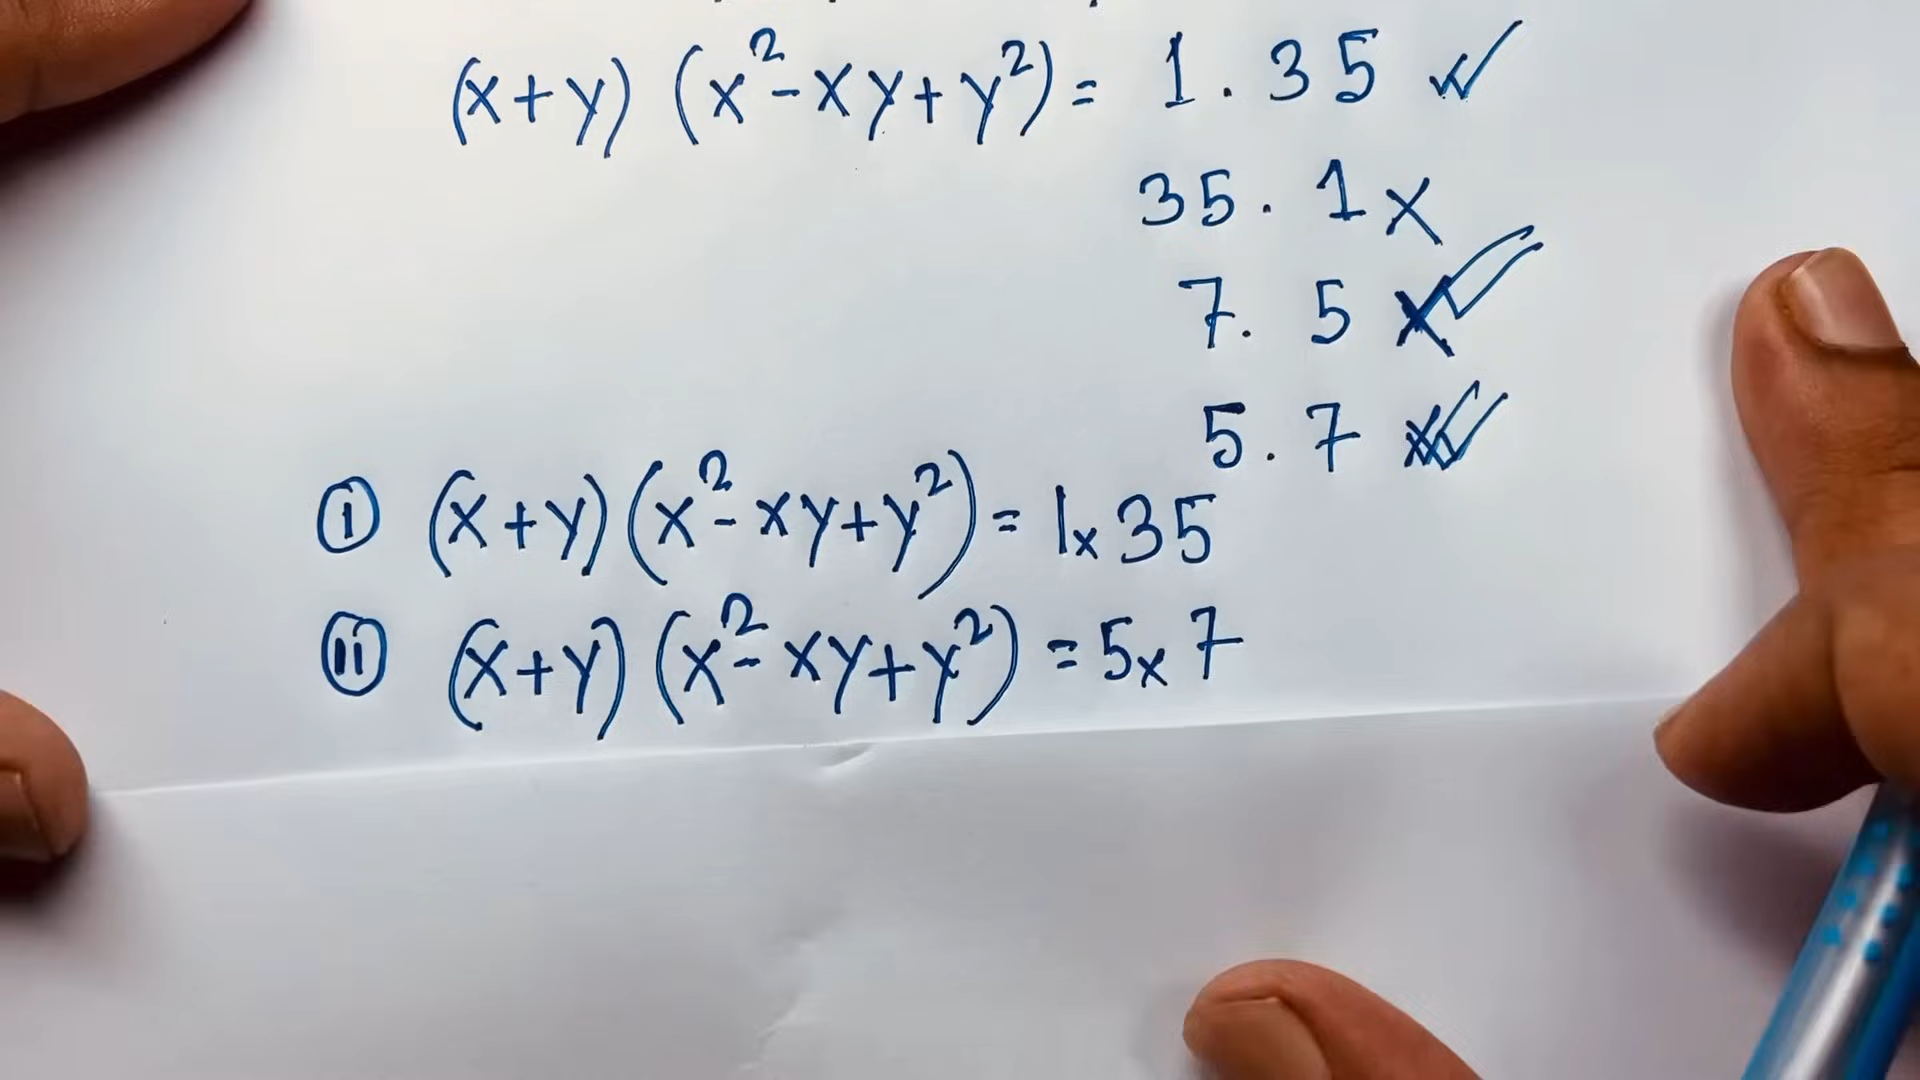 (x+y) (x²-xy+y²)= 1.35 ✓
35. 1 x
7. 5 x ✓
5.7 x ✓
(i) (x+y)(x²-xy+y²)= 1x35
(ii) (x+y)(x²-xy+y²)=5x7